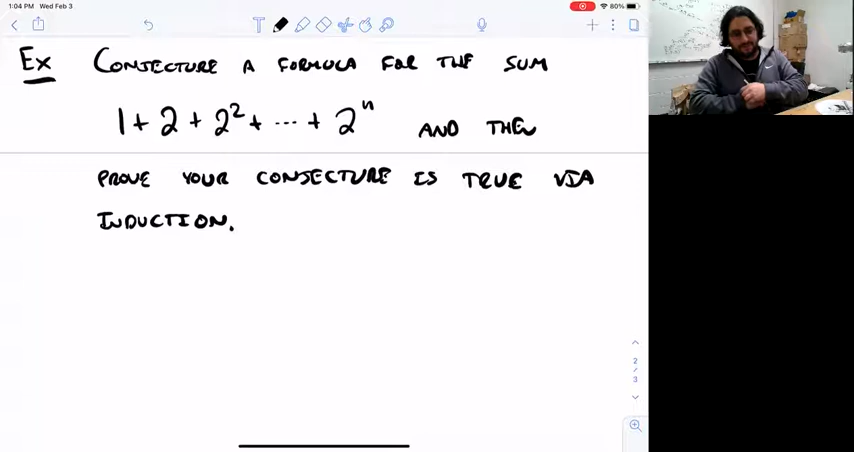 1:04 PM Wed Feb 3
80%
T
Ex Conjecture a formula for the sum
1 + 2 + 2² + ... + 2ⁿ and then
prove your conjecture is true via
induction.
2
/
3